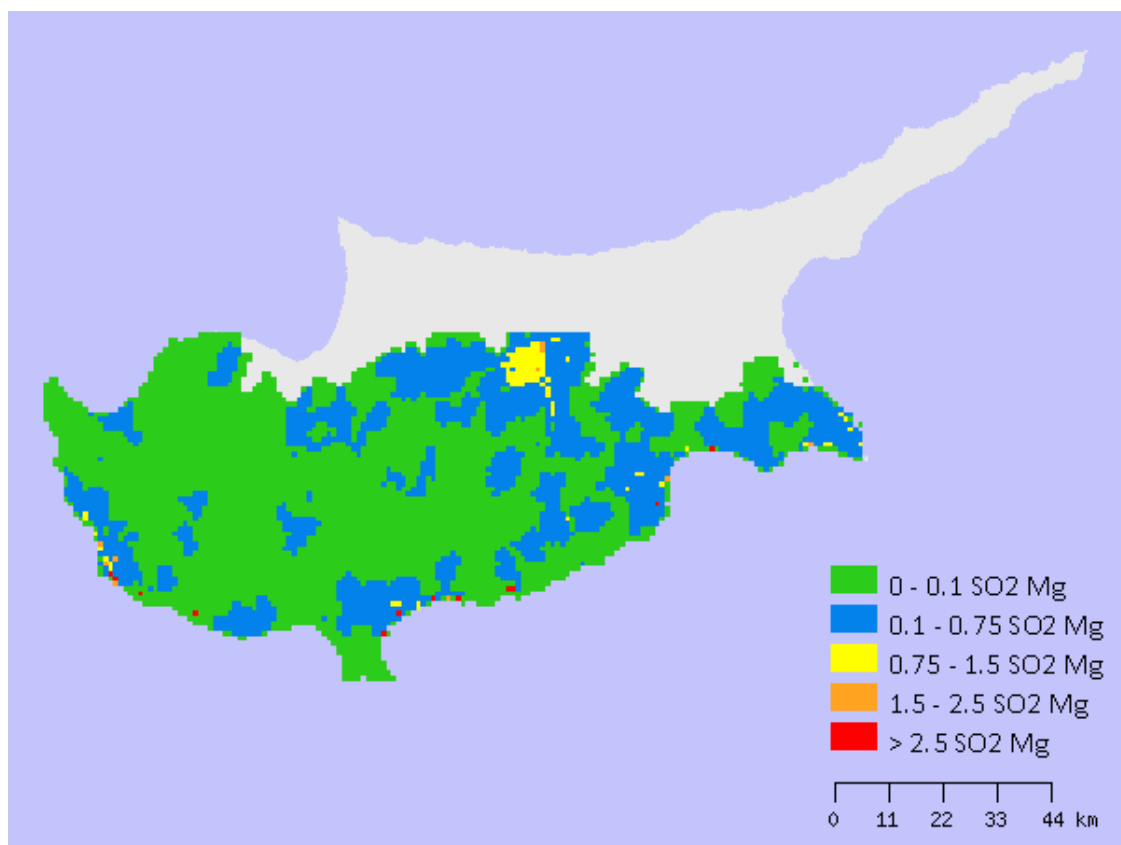 0 - 0.1 SO2 Mg
0.1 - 0.75 SO2 Mg
0.75 - 1.5 SO2 Mg
1.5 - 2.5 SO2 Mg
> 2.5 SO2 Mg
0 11 22 33 44 km